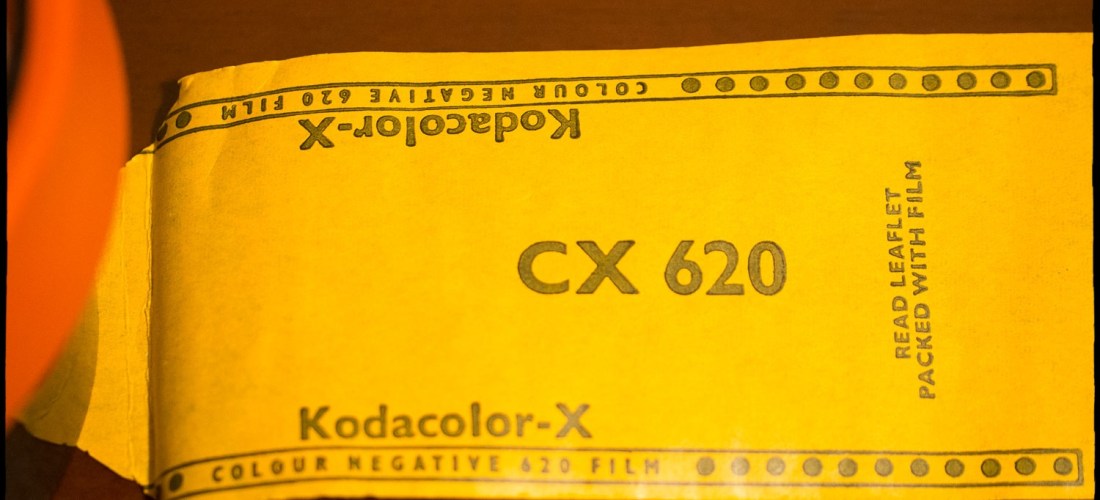 COLOUR NEGATIVE 620 FILM
Kodacolor-X
CX 620
READ LEAFLET
PACKED WITH FILM
Kodacolor-X
COLOUR NEGATIVE 620 FILM